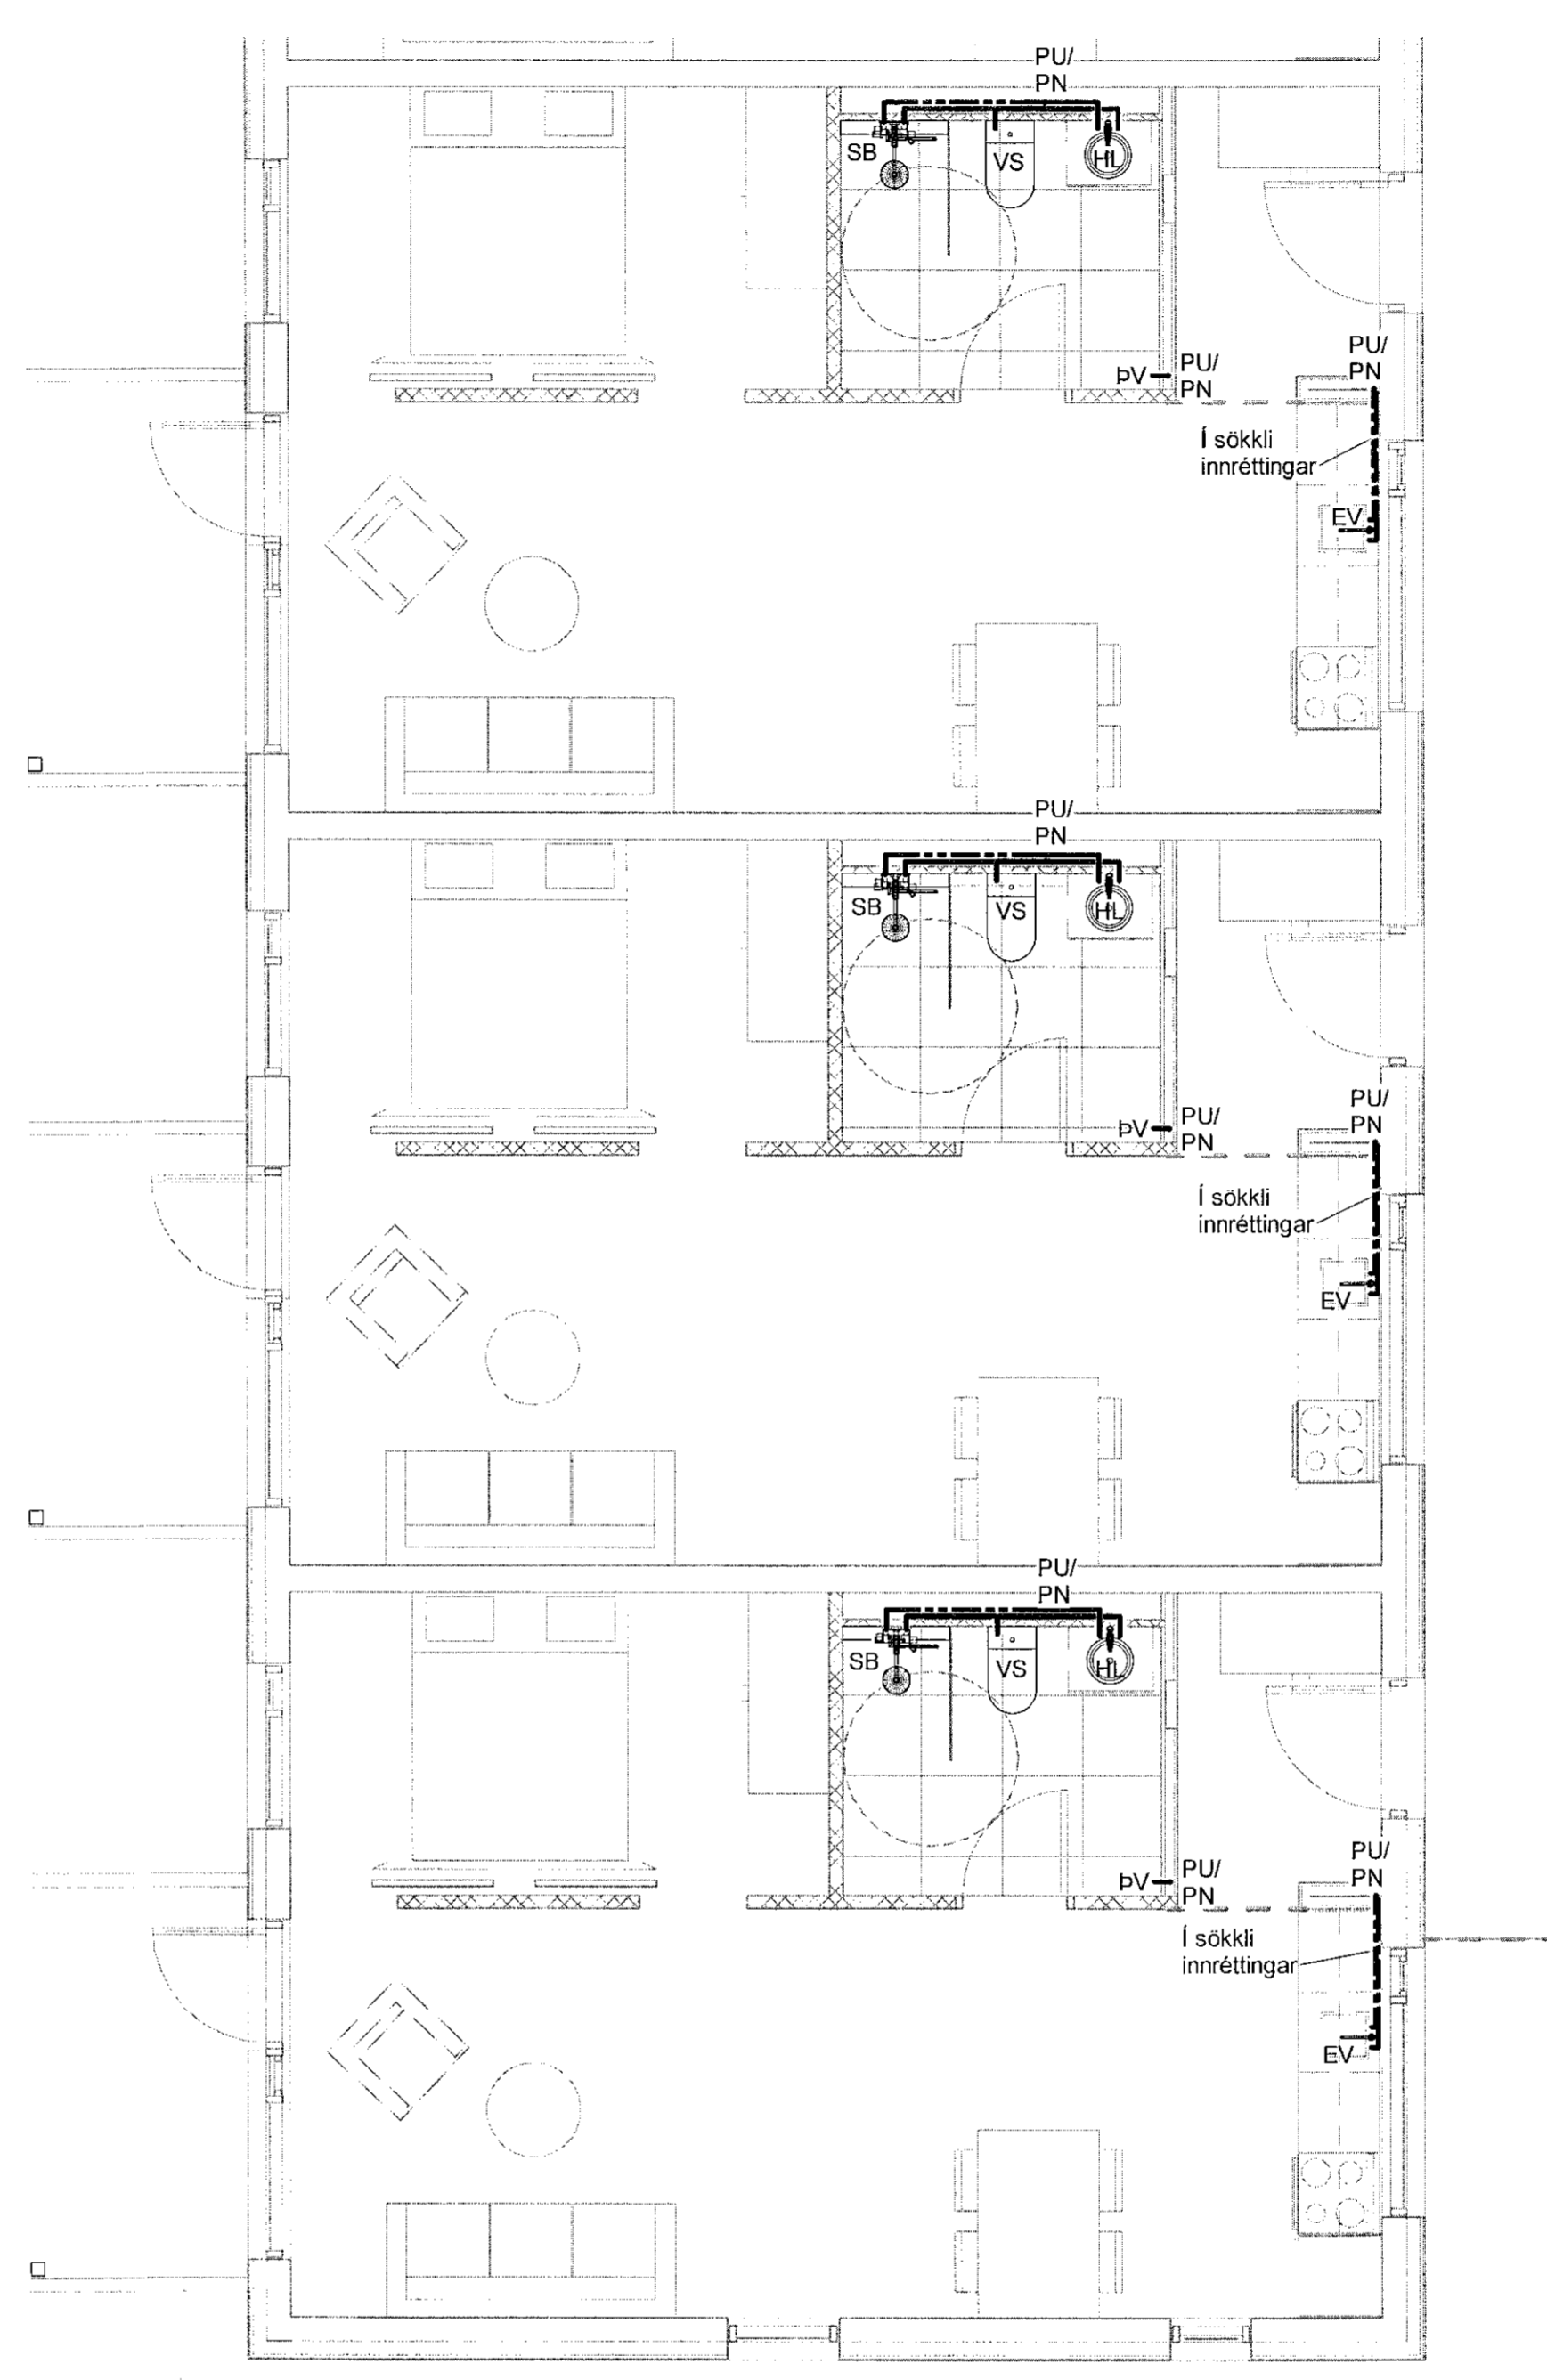 PU/
PN
SB
VS
HL
PU/
PN
ÞV
PU/
PN
Í sökkli
innréttingar
EV
PU/
PN
SB
VS
HL
PU/
PN
ÞV
PU/
PN
Í sökkli
innréttingar
EV
PU/
PN
SB
VS
HL
PU/
PN
ÞV
PU/
PN
Í sökkli
innréttingar
EV